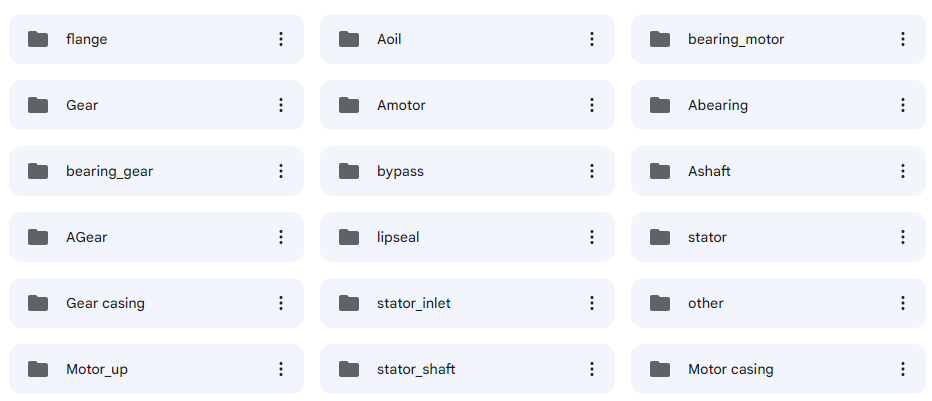 flange
Aoil
bearing_motor
Gear
Amotor
Abearing
bearing_gear
bypass
Ashaft
AGear
lipseal
stator
Gear casing
stator_inlet
other
Motor_up
stator_shaft
Motor casing